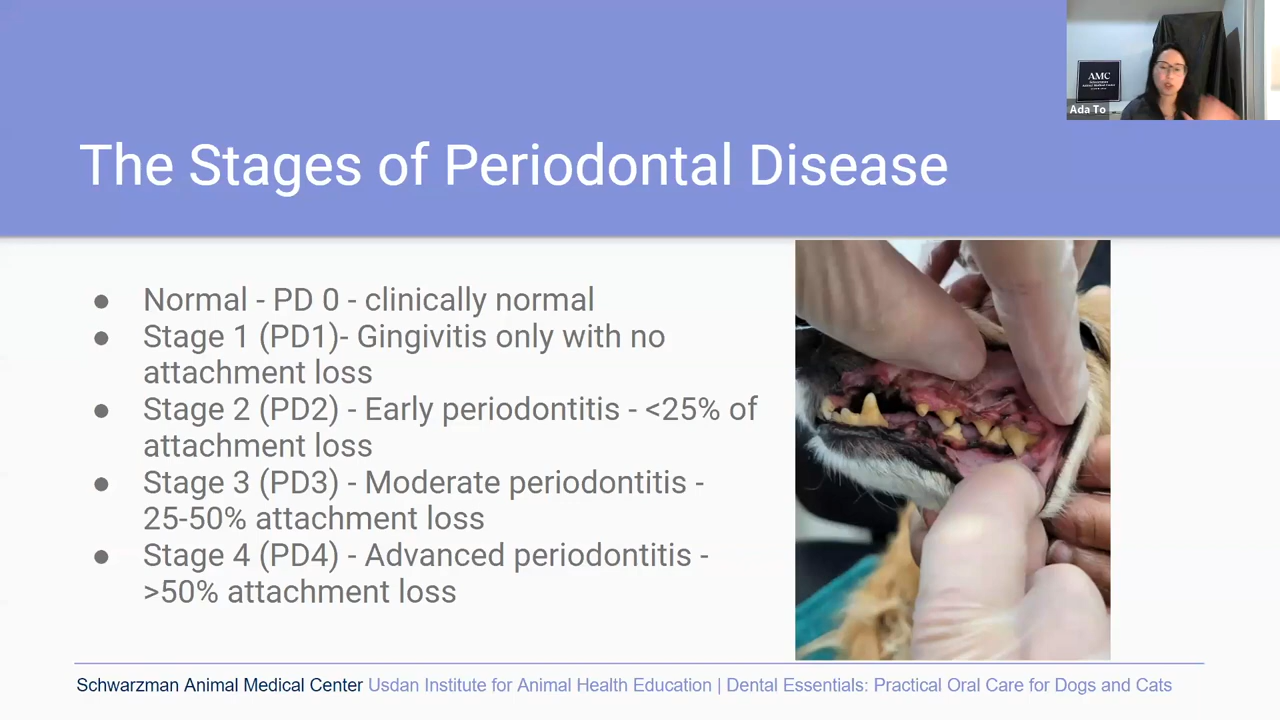 AMC
Ada To
The Stages of Periodontal Disease
● Normal - PD 0 - clinically normal
● Stage 1 (PD1)- Gingivitis only with no
attachment loss
● Stage 2 (PD2) - Early periodontitis - <25% of
attachment loss
● Stage 3 (PD3) - Moderate periodontitis -
25-50% attachment loss
● Stage 4 (PD4) - Advanced periodontitis -
>50% attachment loss
Schwarzman Animal Medical Center Usdan Institute for Animal Health Education | Dental Essentials: Practical Oral Care for Dogs and Cats